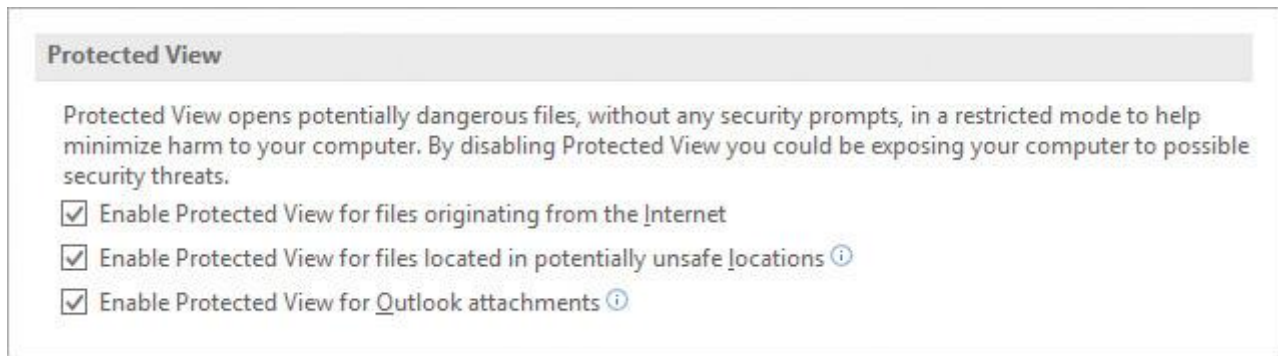 Protected View
Protected View opens potentially dangerous files, without any security prompts, in a restricted mode to help
minimize harm to your computer. By disabling Protected View you could be exposing your computer to possible
security threats.
Enable Protected View for files originating from the Internet
Enable Protected View for files located in potentially unsafe locations
Enable Protected View for Outlook attachments